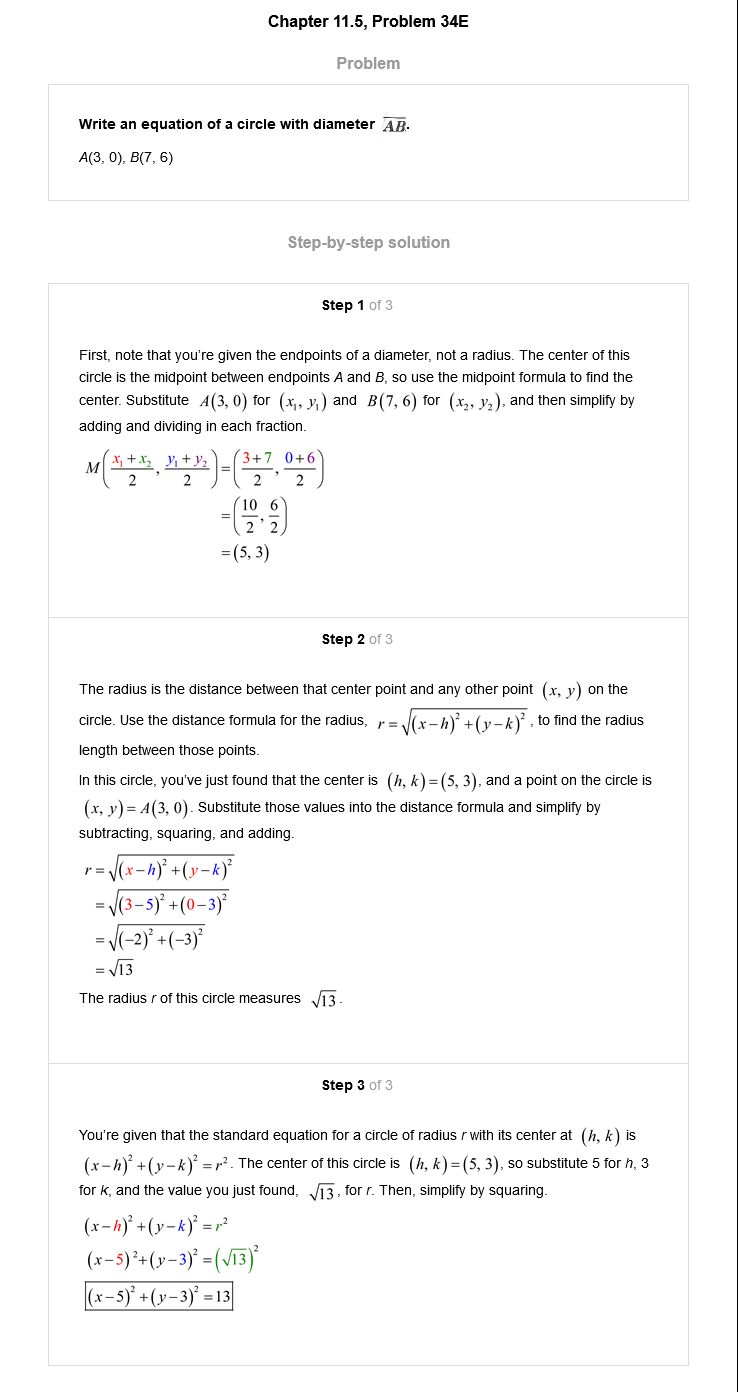 Chapter 11.5, Problem 34E
Problem
Write an equation of a circle with diameter $\overline{AB}$.
A(3, 0), B(7, 6)
Step-by-step solution
Step 1 of 3
First, note that you're given the endpoints of a diameter, not a radius. The center of this
circle is the midpoint between endpoints A and B, so use the midpoint formula to find the
center. Substitute $A(3, 0)$ for $(x_1, y_1)$ and $B(7, 6)$ for $(x_2, y_2)$, and then simplify by
adding and dividing in each fraction.
$M\left(\frac{x_1+x_2}{2}, \frac{y_1+y_2}{2}\right)=\left(\frac{3+7}{2}, \frac{0+6}{2}\right)$
$=\left(\frac{10}{2}, \frac{6}{2}\right)$
$=(5, 3)$
Step 2 of 3
The radius is the distance between that center point and any other point $(x, y)$ on the
circle. Use the distance formula for the radius, $r=\sqrt{(x-h)^2+(y-k)^2}$, to find the radius
length between those points.
In this circle, you've just found that the center is $(h, k)=(5, 3)$, and a point on the circle is
$(x, y)=A(3, 0)$. Substitute those values into the distance formula and simplify by
subtracting, squaring, and adding.
$r=\sqrt{(x-h)^2+(y-k)^2}$
$=\sqrt{(3-5)^2+(0-3)^2}$
$=\sqrt{(-2)^2+(-3)^2}$
$=\sqrt{13}$
The radius r of this circle measures $\sqrt{13}$.
Step 3 of 3
You're given that the standard equation for a circle of radius r with its center at $(h, k)$ is
$(x-h)^2+(y-k)^2=r^2$. The center of this circle is $(h, k)=(5, 3)$, so substitute 5 for h, 3
for k, and the value you just found, $\sqrt{13}$, for r. Then, simplify by squaring.
$(x-h)^2+(y-k)^2=r^2$
$(x-5)^2+(y-3)^2=(\sqrt{13})^2$
$(x-5)^2+(y-3)^2=13$